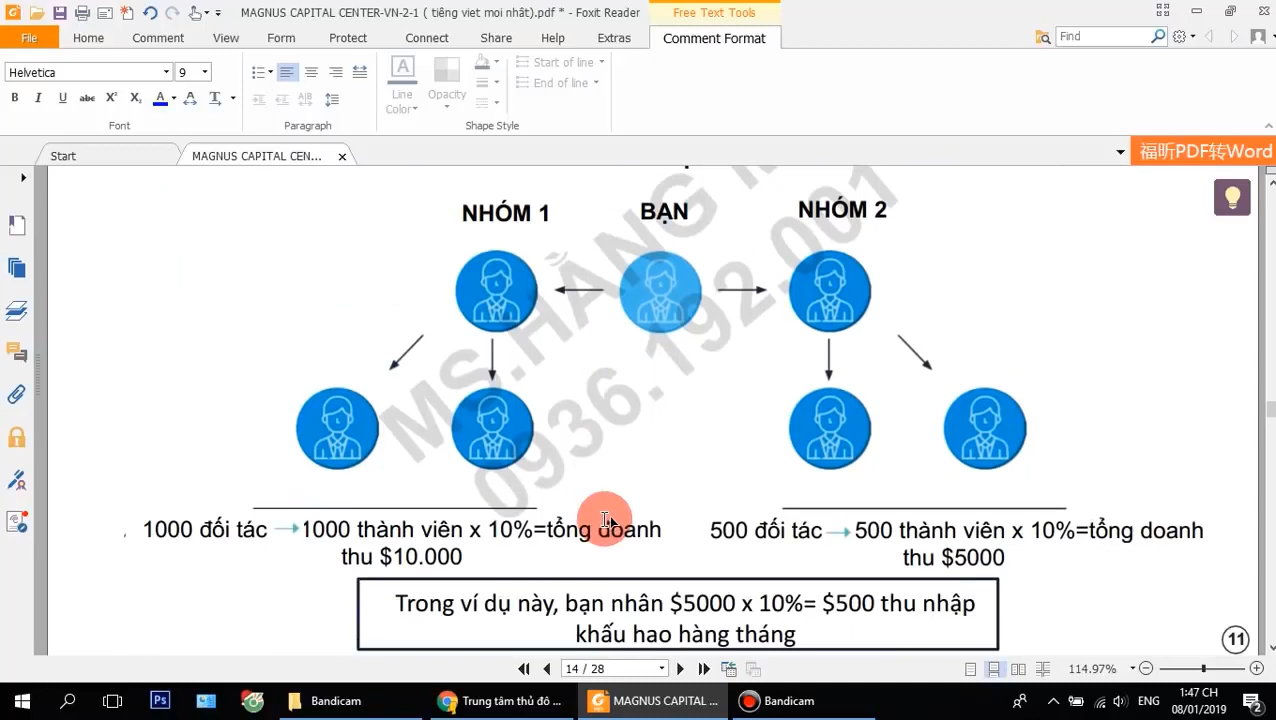 MAGNUS CAPITAL CENTER-VN-2-1 ( tiêng viet moi nhât).pdf * - Foxit Reader
Free Text Tools
File Home Comment View Form Protect Connect Share Help Extras Comment Format
Find
Helvetica 9
Line Color
Opacity
Start of line
End of line
Font Paragraph Shape Style
Start
MAGNUS CAPITAL CEN...
福昕PDF转Word
NHÓM 1 BẠN NHÓM 2
MS.HẰNG
0936.192.001
1000 đối tác 1000 thành viên x 10%=tổng doanh
thu $10.000
500 đối tác 500 thành viên x 10%=tổng doanh
thu $5000
Trong ví dụ này, bạn nhân $5000 x 10%= $500 thu nhập
khấu hao hàng tháng
11
14 / 28
114.97%
Ps
Bandicam
Trung tâm thủ đô ...
MAGNUS CAPITAL ...
Bandicam
ENG
1:47 CH
08/01/2019
2